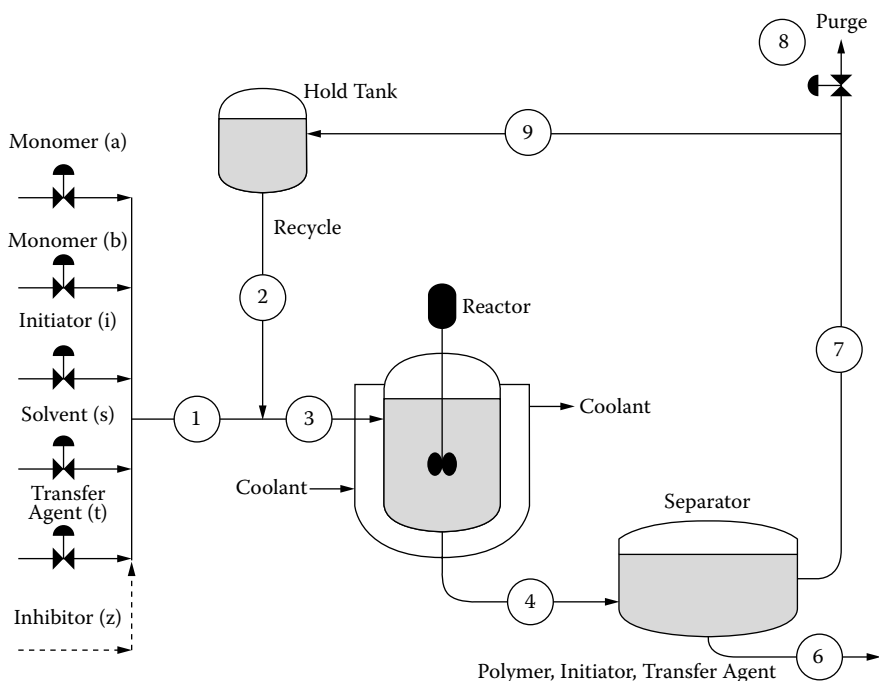 8
Purge
Hold Tank
9
Monomer (a)
Monomer (b)
Recycle
2
Initiator (i)
Reactor
7
Solvent (s)
1
3
Coolant
Transfer
Agent (t)
Coolant
Separator
4
Inhibitor (z)
6
Polymer, Initiator, Transfer Agent